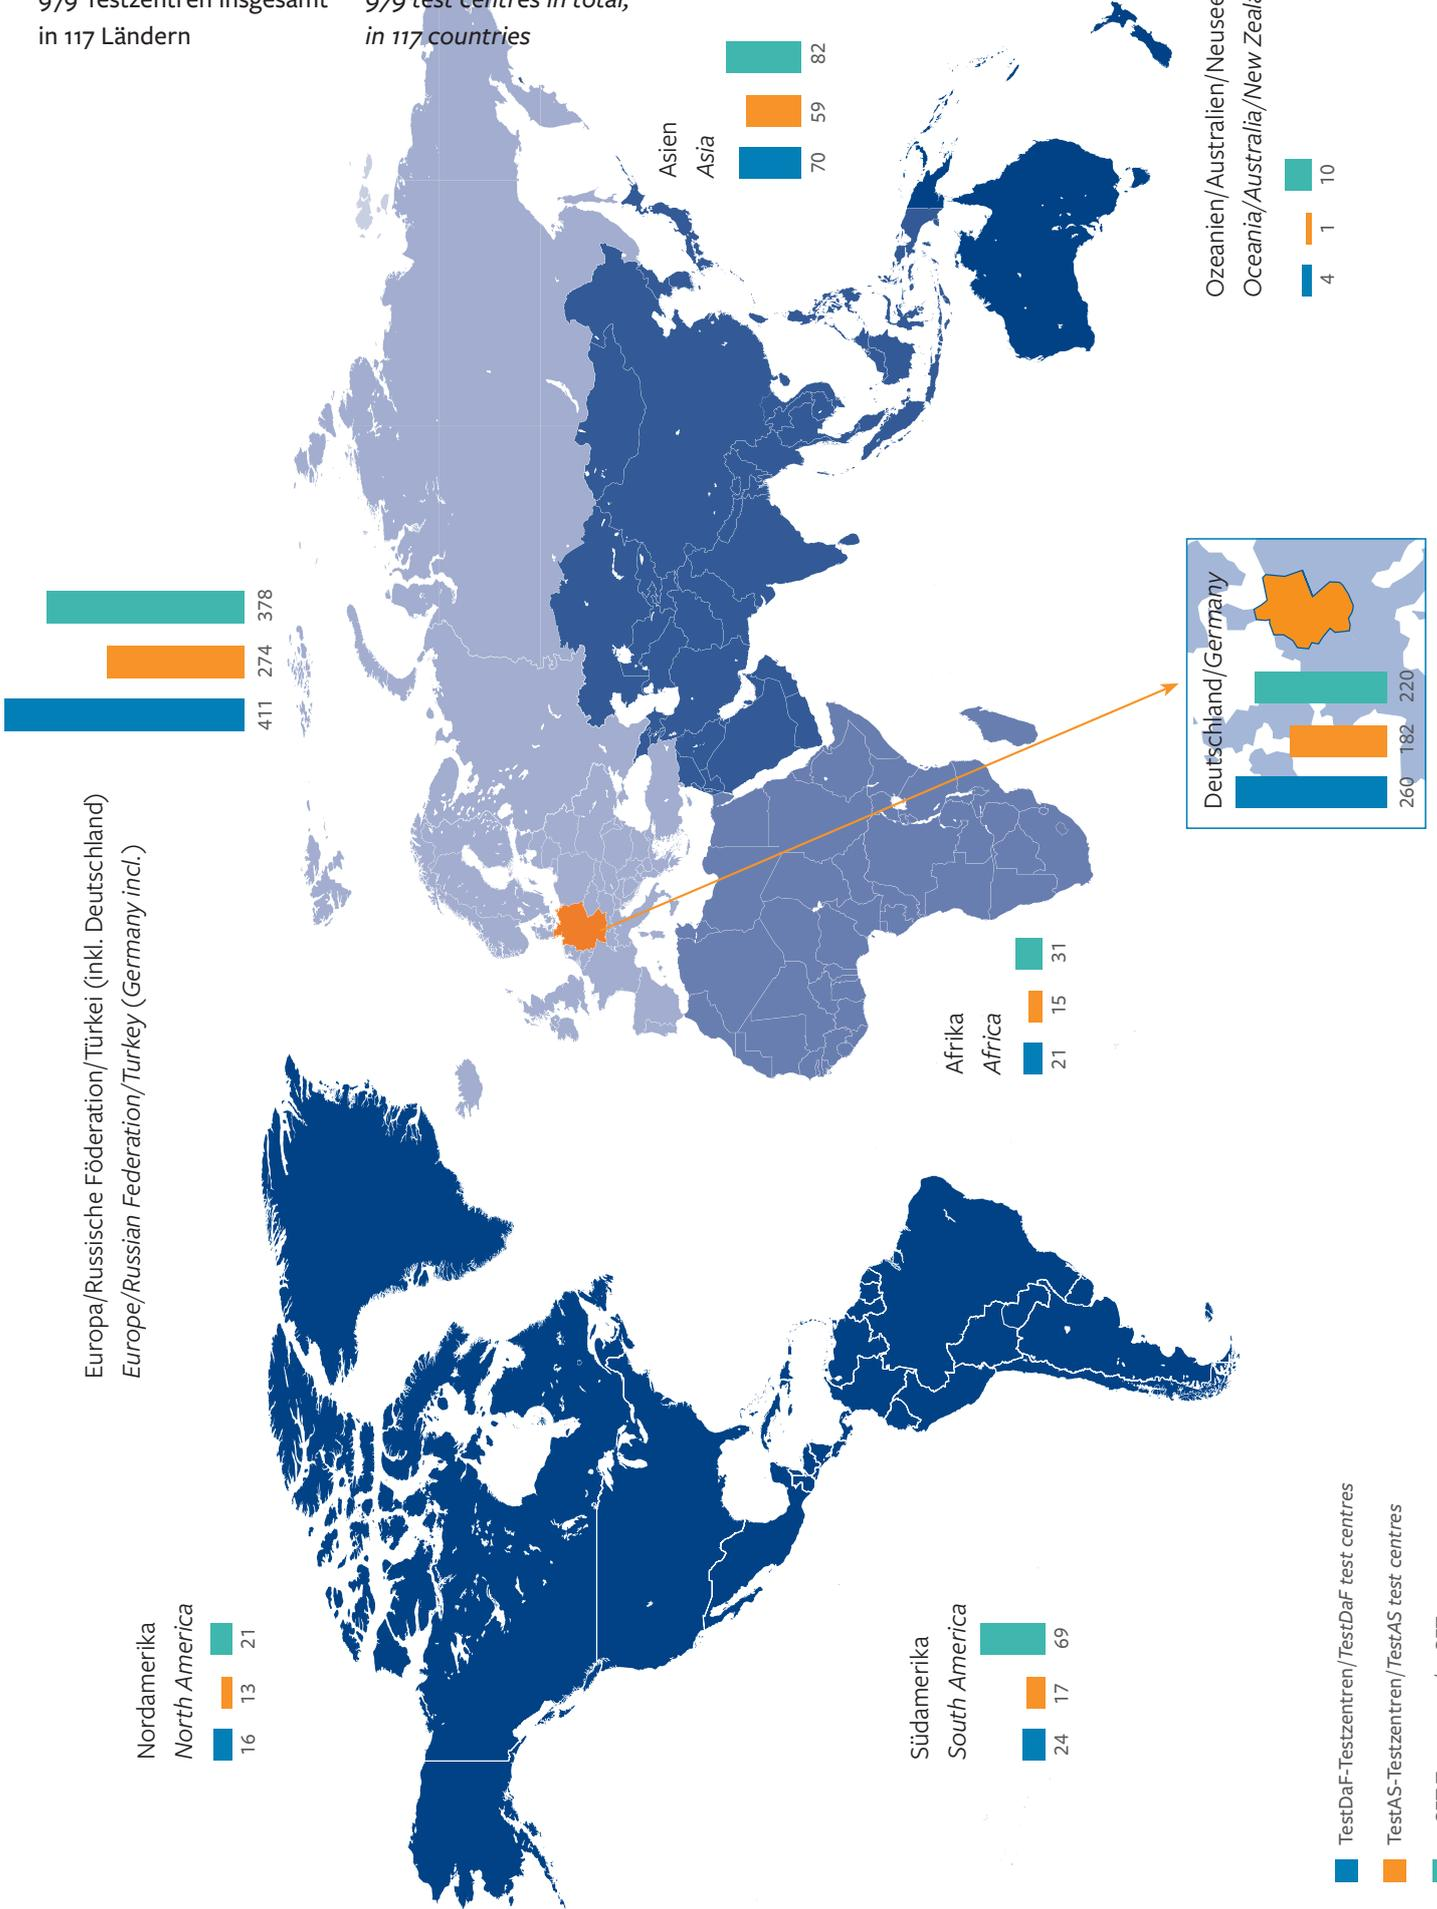 979 Testzentren insgesamt
in 117 Ländern
979 test centres in total,
in 117 countries
Europa/Russische Föderation/Türkei (inkl. Deutschland)
Europe/Russian Federation/Turkey (Germany incl.)
411
274
378
Nordamerika
North America
16
13
21
Asien
Asia
70
59
82
Südamerika
South America
24
17
69
Afrika
Africa
21
15
31
Deutschland/Germany
260
182
220
Ozeanien/Australien/
Oceania/Australia/New
4
1
10
TestDaF-Testzentren/TestDaF test centres
TestAS-Testzentren/TestAS test centres